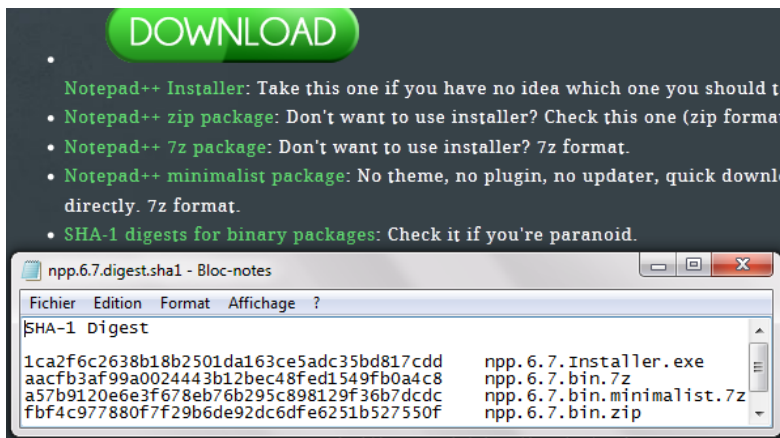 DOWNLOAD
Notepad++ Installer: Take this one if you have no idea which one you should
• Notepad++ zip package: Don't want to use installer? Check this one (zip
• Notepad++ 7z package: Don't want to use installer? 7z format.
• Notepad++ minimalist package: No theme, no plugin, no updater, quick
directly. 7z format.
• SHA-1 digests for binary packages: Check it if you're paranoid.
npp.6.7.digest.sha1 - Bloc-notes
Fichier Edition Format Affichage ?
SHA-1 Digest
1ca2f6c2638b18b2501da163ce5adc35bd817cdd npp.6.7.Installer.exe
aacfb3af99a0024443b12bec48fed1549fb0a4c8 npp.6.7.bin.7z
a57b9120e6e3f678eb76b295c898129f36b7dcdc npp.6.7.bin.minimalist.7z
fbf4c977880f7f29b6de92dc6dfe6251b527550f npp.6.7.bin.zip